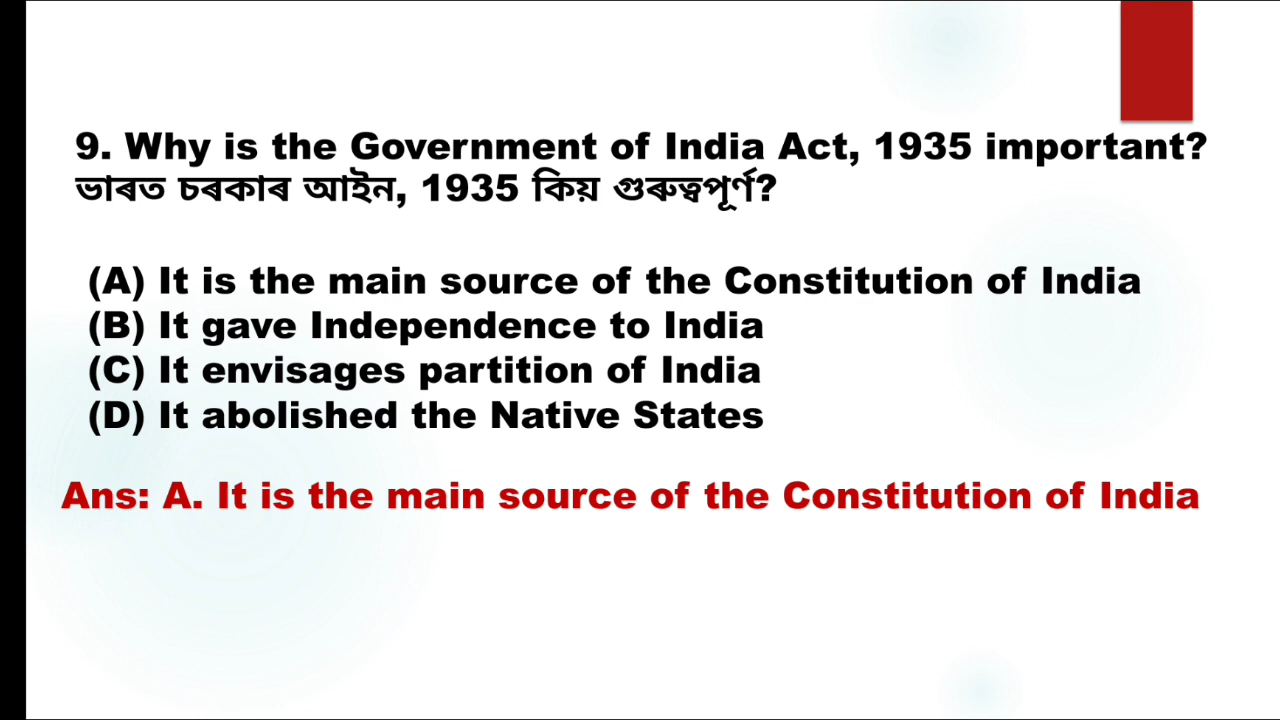 9. Why is the Government of India Act, 1935 important?
ভাৰত চৰকাৰ আইন, 1935 কিয় গুৰুত্বপূৰ্ণ?
(A) It is the main source of the Constitution of India
(B) It gave Independence to India
(C) It envisages partition of India
(D) It abolished the Native States
Ans: A. It is the main source of the Constitution of India